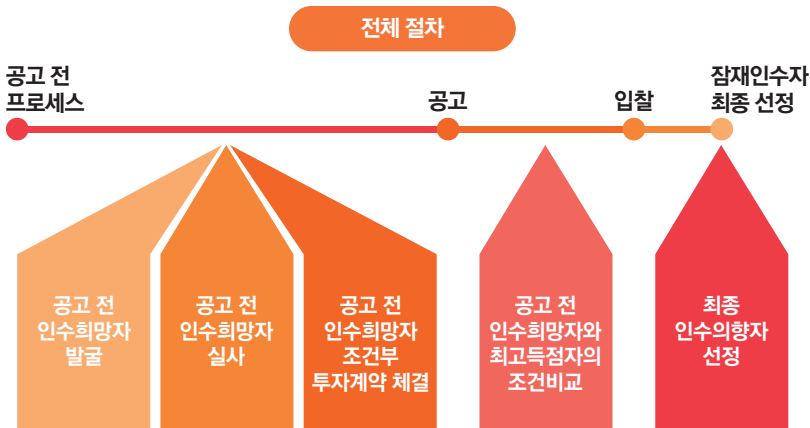 전체 절차
공고 전
프로세스
공고
입찰
잠재인수자
최종 선정
공고 전
인수희망자
발굴
공고 전
인수희망자
실사
공고 전
인수희망자
조건부
투자계약 체결
공고 전
인수희망자와
최고득점자의
조건비교
최종
인수의향자
선정